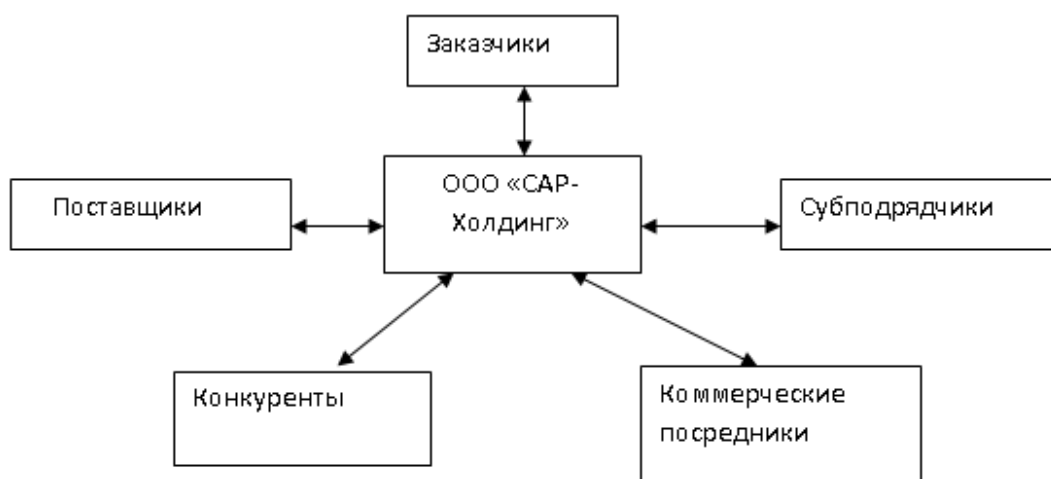 Заказчики
ООО «САР-
Холдинг»
Поставщики
Субподрядчики
Конкуренты
Коммерческие
посредники